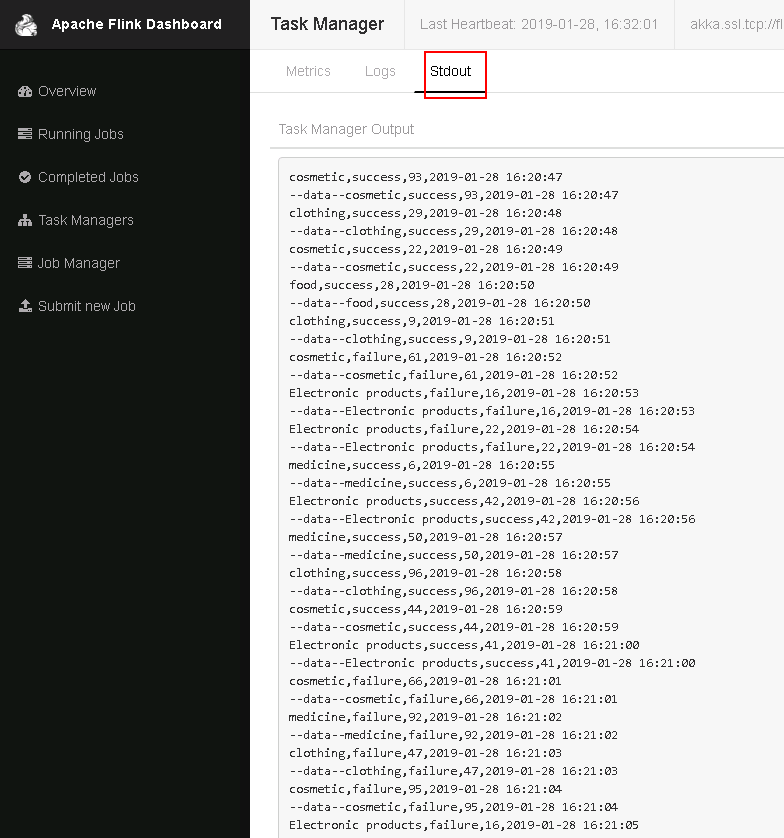 Apache Flink Dashboard
Task Manager
Last Heartbeat: 2019-01-28, 16:32:01
akka.ssl.tcp://fl
Overview
Running Jobs
Completed Jobs
Task Managers
Job Manager
Submit new Job
Metrics
Logs
Stdout
Task Manager Output
cosmetic,success,93,2019-01-28 16:20:47
--data--cosmetic,success,93,2019-01-28 16:20:47
clothing,success,29,2019-01-28 16:20:48
--data--clothing,success,29,2019-01-28 16:20:48
cosmetic,success,22,2019-01-28 16:20:49
--data--cosmetic,success,22,2019-01-28 16:20:49
food,success,28,2019-01-28 16:20:50
--data--food,success,28,2019-01-28 16:20:50
clothing,success,9,2019-01-28 16:20:51
--data--clothing,success,9,2019-01-28 16:20:51
cosmetic,failure,61,2019-01-28 16:20:52
--data--cosmetic,failure,61,2019-01-28 16:20:52
Electronic products,failure,16,2019-01-28 16:20:53
--data--Electronic products,failure,16,2019-01-28 16:20:53
Electronic products,failure,22,2019-01-28 16:20:54
--data--Electronic products,failure,22,2019-01-28 16:20:54
medicine,success,6,2019-01-28 16:20:55
--data--medicine,success,6,2019-01-28 16:20:55
Electronic products,success,42,2019-01-28 16:20:56
--data--Electronic products,success,42,2019-01-28 16:20:56
medicine,success,50,2019-01-28 16:20:57
--data--medicine,success,50,2019-01-28 16:20:57
clothing,success,96,2019-01-28 16:20:58
--data--clothing,success,96,2019-01-28 16:20:58
cosmetic,success,44,2019-01-28 16:20:59
--data--cosmetic,success,44,2019-01-28 16:20:59
Electronic products,success,41,2019-01-28 16:21:00
--data--Electronic products,success,41,2019-01-28 16:21:00
cosmetic,failure,66,2019-01-28 16:21:01
--data--cosmetic,failure,66,2019-01-28 16:21:01
medicine,failure,92,2019-01-28 16:21:02
--data--medicine,failure,92,2019-01-28 16:21:02
clothing,failure,47,2019-01-28 16:21:03
--data--clothing,failure,47,2019-01-28 16:21:03
cosmetic,failure,95,2019-01-28 16:21:04
--data--cosmetic,failure,95,2019-01-28 16:21:04
Electronic products,failure,16,2019-01-28 16:21:05